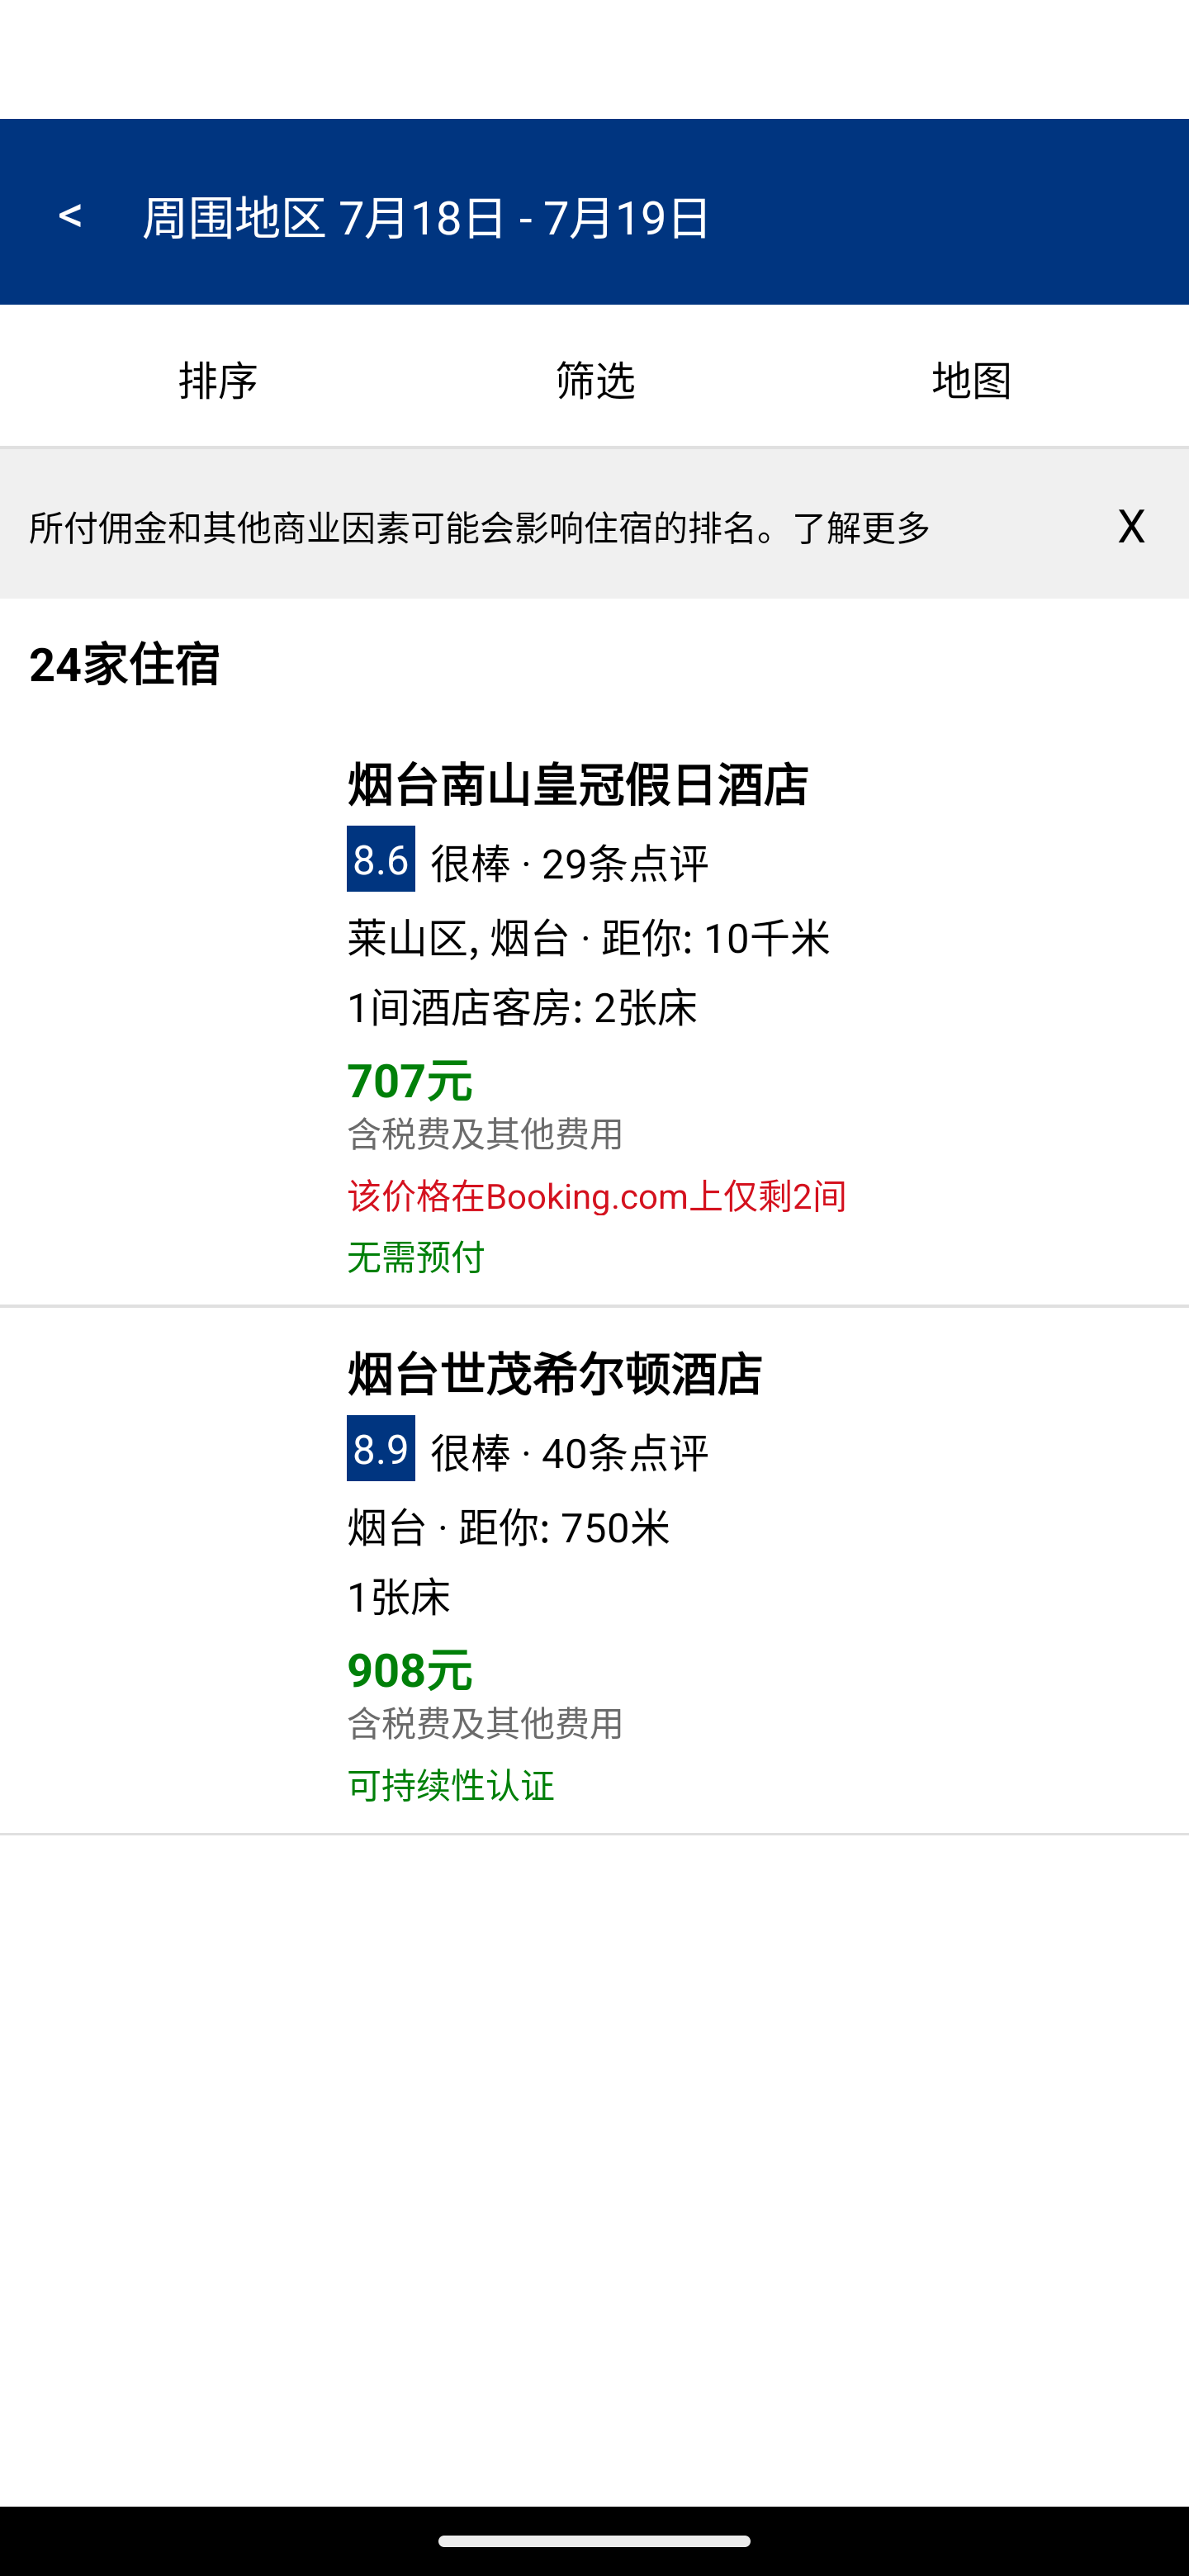 < 周围地区 7月18日 - 7月19日
排序 筛选 地图
所付佣金和其他商业因素可能会影响住宿的排名。了解更多 X
24家住宿
烟台南山皇冠假日酒店
8.6 很棒 · 29条点评
莱山区, 烟台 · 距你: 10千米
1间酒店客房: 2张床
707元
含税费及其他费用
该价格在Booking.com上仅剩2间
无需预付
烟台世茂希尔顿酒店
8.9 很棒 · 40条点评
烟台 · 距你: 750米
1张床
908元
含税费及其他费用
可持续性认证